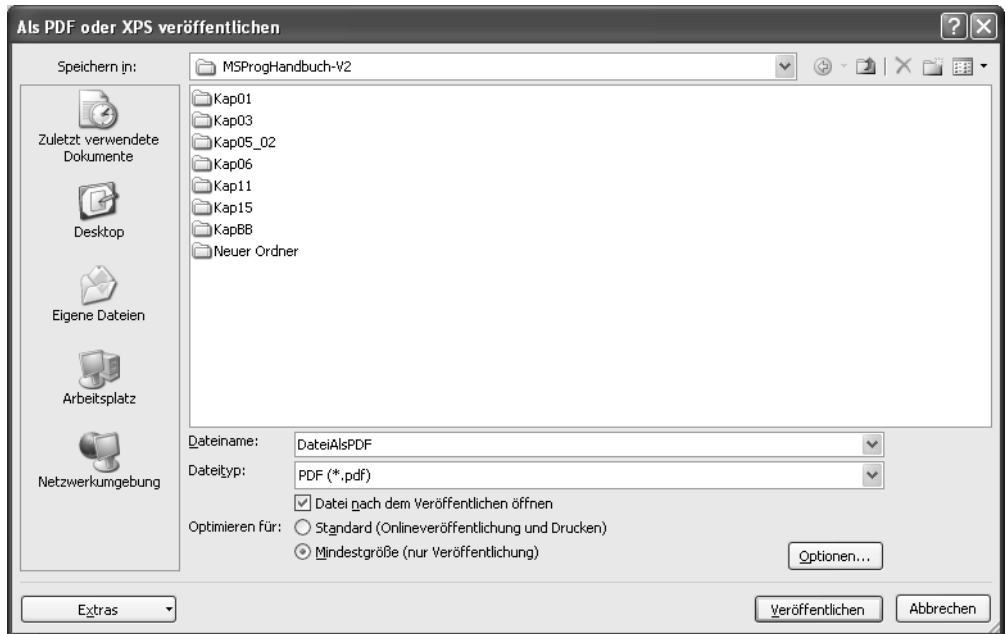 Als PDF oder XPS veröffentlichen
Speichern in:
MSProgHandbuch-V2
Zuletzt verwendete
Dokumente
Desktop
Eigene Dateien
Arbeitsplatz
Netzwerkumgebung
Kap01
Kap03
Kap05_02
Kap06
Kap11
Kap15
KapBB
Neuer Ordner
Dateiname:
DateiAlsPDF
Dateityp:
PDF (*.pdf)
Datei nach dem Veröffentlichen öffnen
Optimieren für:
Standard (Onlineveröffentlichung und Drucken)
Mindestgröße (nur Veröffentlichung)
Optionen...
Extras
Veröffentlichen
Abbrechen